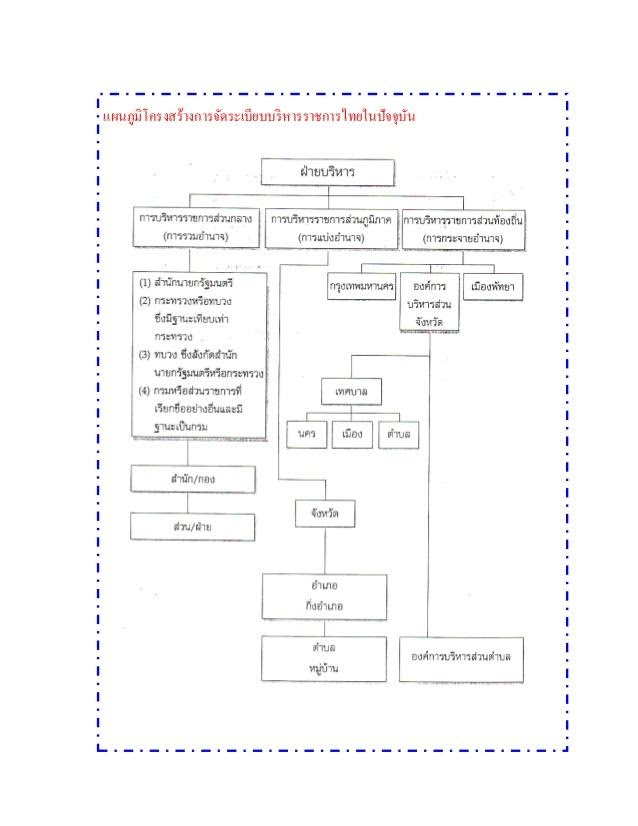 แผนภูมิโครงสร้างการจัดระเบียบบริหารราชการไทยในปัจจุบัน
ฝ่ายบริหาร
การบริหารราชการส่วนกลาง
(การรวมอำนาจ)
การบริหารราชการส่วนภูมิภาค
(การแบ่งอำนาจ)
การบริหารราชการส่วนท้องถิ่น
(การกระจายอำนาจ)
(1) สำนักนายกรัฐมนตรี
(2) กระทรวงหรือทบวง
ซึ่งมีฐานะเทียบเท่า
กระทรวง
(3) ทบวง ซึ่งสังกัดสำนัก
นายกรัฐมนตรีหรือกระทรวง
(4) กรมหรือส่วนราชการที่
เรียกชื่ออย่างอื่นและมี
ฐานะเป็นกรม
สำนัก/กอง
ส่วน/ฝ่าย
กรุงเทพมหานคร
องค์การ
บริหารส่วน
จังหวัด
เมืองพัทยา
เทศบาล
นคร
เมือง
ตำบล
จังหวัด
อำเภอ
กิ่งอำเภอ
ตำบล
หมู่บ้าน
องค์การบริหารส่วนตำบล